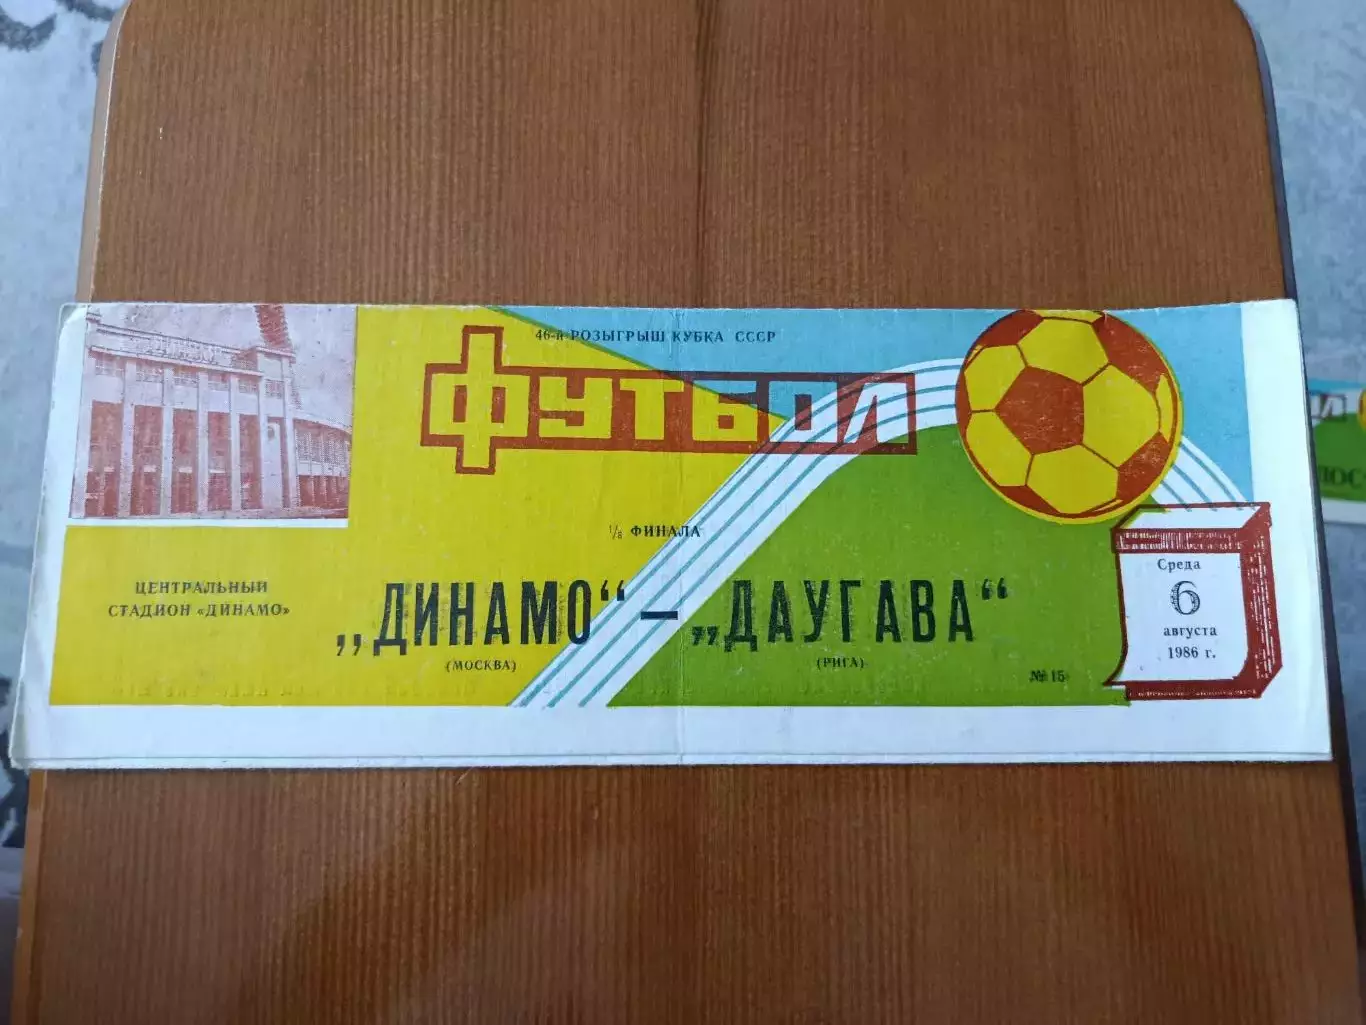 46-й РОЗЫГРЫШ КУБКА СССР
ФУТБОЛ
1/8 ФИНАЛА
ЦЕНТРАЛЬНЫЙ
СТАДИОН «ДИНАМО»
„ДИНАМО“ — „ДАУГАВА“
(МОСКВА)
(РИГА)
№ 15
Среда
6
августа
1986 г.